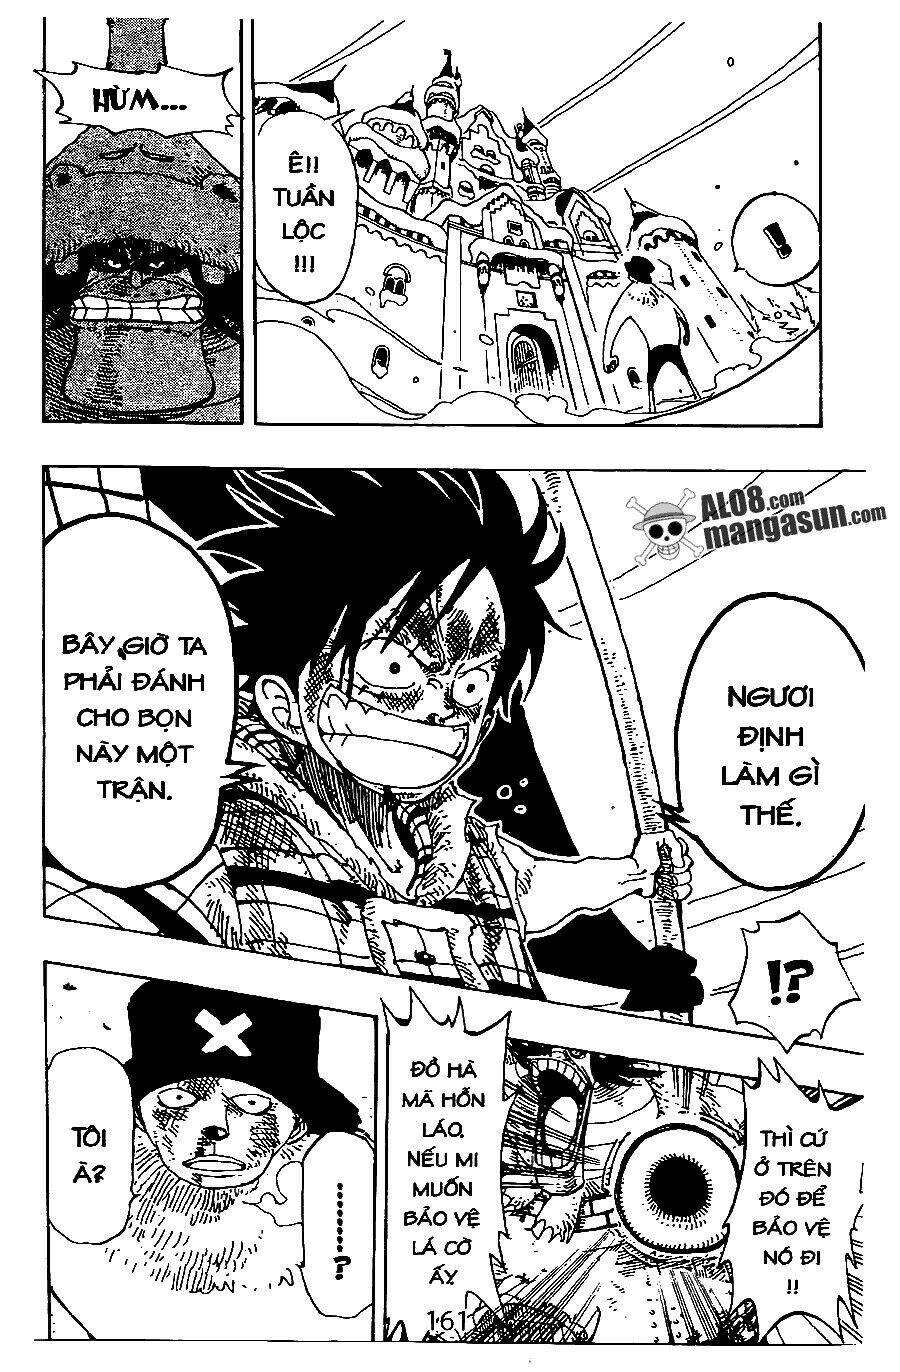 HỪM...
Ê!!
TUẦN
LỘC
!!!
!
BÂY GIỜ TA
PHẢI ĐÁNH
CHO BỌN
NÀY MỘT
TRẬN.
ALO8.com
mangasun.com
NGƯƠI
ĐỊNH
LÀM GÌ
THẾ.
!?
TÔI
À?
.........?
ĐỒ HÀ
MÃ HỖN
LÁO.
NẾU MI
MUỐN
BẢO VỆ
LÁ CỜ
ẤY.
THÌ CỨ
Ở TRÊN
ĐÓ ĐỂ
BẢO VỆ
NÓ ĐI
!!
161